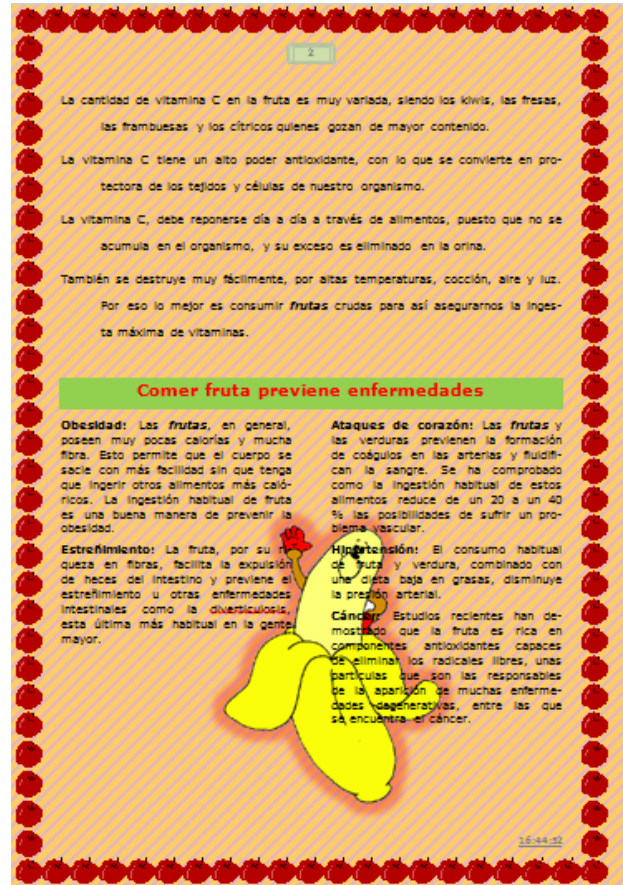 2
La cantidad de vitamina C en la fruta es muy variada, siendo los kiwis, las fresas,
las frambuesas y los cítricos quienes gozan de mayor contenido.
La vitamina C tiene un alto poder antioxidante, con lo que se convierte en pro-
tectora de los tejidos y células de nuestro organismo.
La vitamina C, debe reponerse día a día a través de alimentos, puesto que no se
acumula en el organismo, y su exceso es eliminado en la orina.
También se destruye muy fácilmente, por altas temperaturas, cocción, aire y luz.
Por eso lo mejor es consumir frutas crudas para así asegurarnos la inges-
ta máxima de vitaminas.
Comer fruta previene enfermedades
Obesidad: Las frutas, en general,
poseen muy pocas calorías y mucha
fibra. Esto permite que el cuerpo se
sacie con más facilidad sin que tenga
que ingerir otros alimentos más caló-
ricos. La ingestión habitual de fruta
es una buena manera de prevenir la
obesidad.
Estreñimiento: La fruta, por su ri
queza en fibras, facilita la expulsión
de heces del intestino y previene el
estreñimiento u otras enfermedades
intestinales como la diverticulosis,
esta última más habitual en la gente
mayor.
Ataques de corazón: Las frutas y
las verduras previenen la formación
de coágulos en las arterias y fluidifi-
can la sangre. Se ha comprobado
como la ingestión habitual de estos
alimentos reduce de un 20 a un 40
% las posibilidades de sufrir un pro-
blema vascular.
Hipertensión: El consumo habitual
de fruta y verdura, combinado con
una dieta baja en grasas, disminuye
la presión arterial.
Cáncer: Estudios recientes han de-
mostrado que la fruta es rica en
componentes antioxidantes capaces
de eliminar los radicales libres, unas
partículas que son las responsables
de la aparición de muchas enferme-
dades degenerativas, entre las que
se encuentra el cáncer.
16:44:32